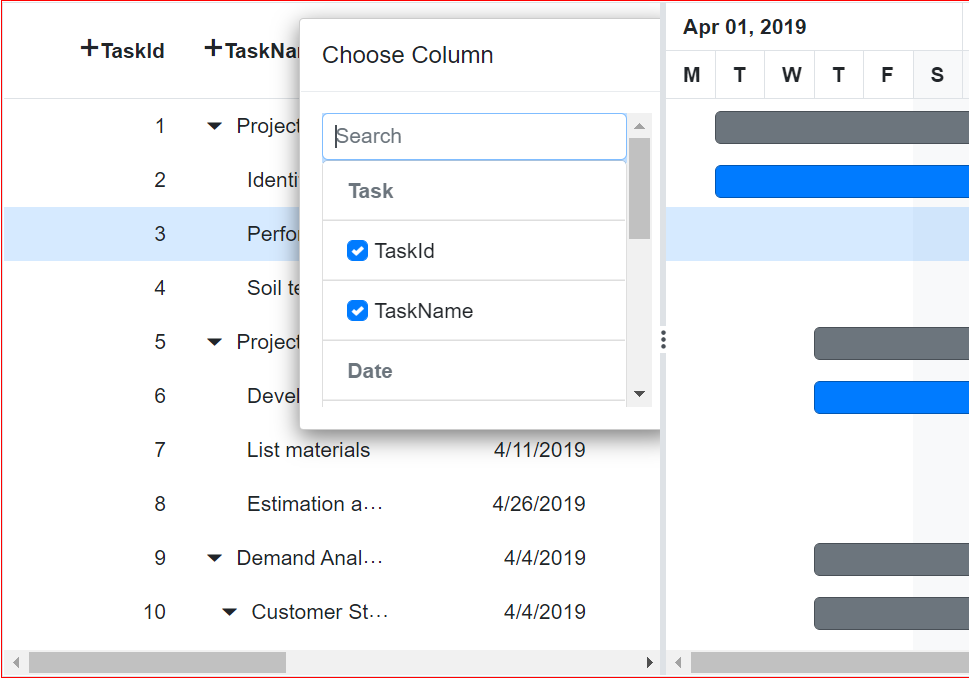 +TaskId +TaskNa
Choose Column
Apr 01, 2019
M T W T F S
Search
Task
TaskId
TaskName
Date
1 Project
2 Identi
3 Perfo
4 Soil te
5 Project
6 Devel
7 List materials 4/11/2019
8 Estimation a... 4/26/2019
9 Demand Anal... 4/4/2019
10 Customer St... 4/4/2019